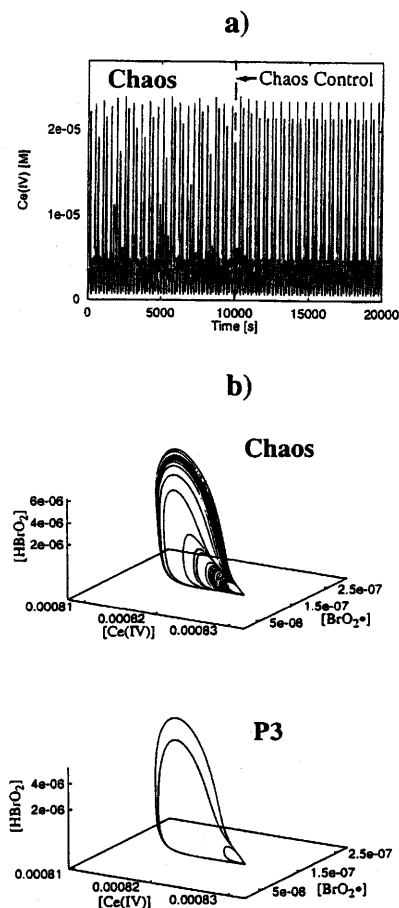 a)
Chaos
Chaos Control
2e-05
1e-05
0
Ce(IV) [M]
0 5000 10000 15000 20000
Time [s]
b)
Chaos
6e-06
4e-06
2e-06
[HBrO2]
0.00081 0.00082 0.00083
[Ce(IV)]
5e-08 1.5e-07 2.5e-07
[BrO2•]
P3
4e-06
2e-06
[HBrO2]
0.00081 0.00082 0.00083
[Ce(IV)]
5e-08 1.5e-07 2.5e-07
[BrO2•]